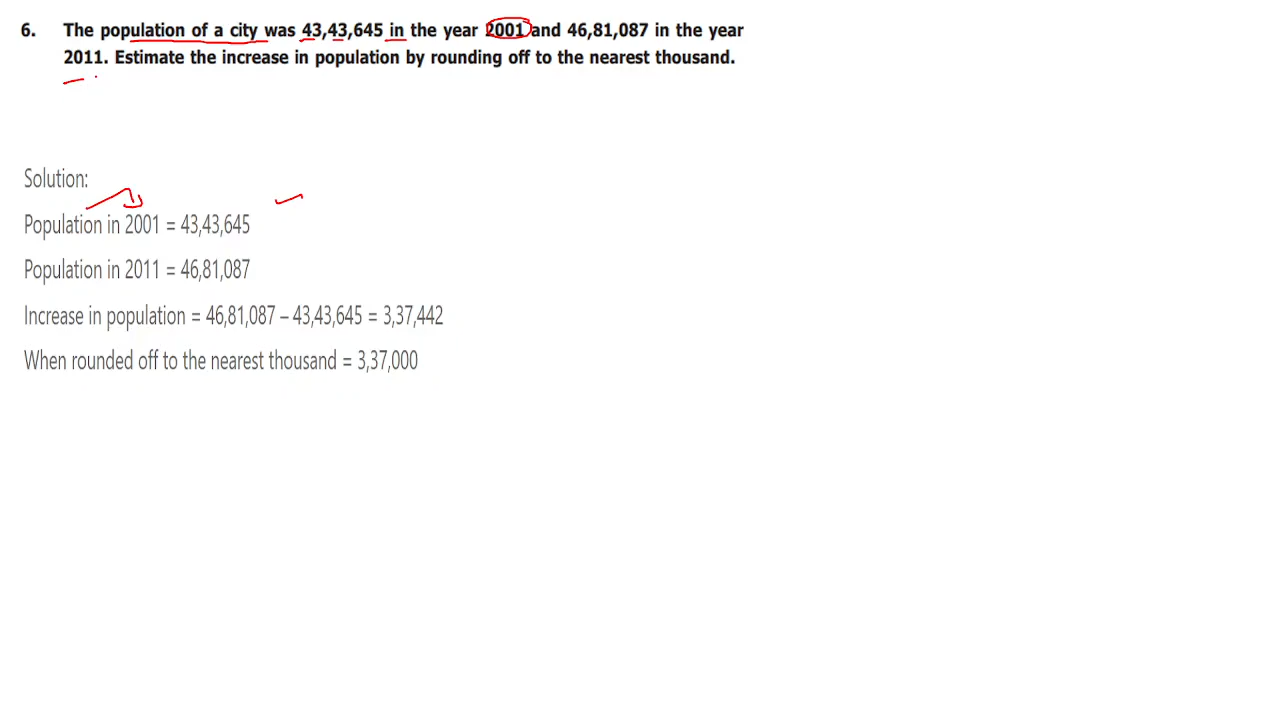 6. The population of a city was 43,43,645 in the year 2001 and 46,81,087 in the year
2011. Estimate the increase in population by rounding off to the nearest thousand.
Solution:
Population in 2001 = 43,43,645
Population in 2011 = 46,81,087
Increase in population = 46,81,087 – 43,43,645 = 3,37,442
When rounded off to the nearest thousand = 3,37,000